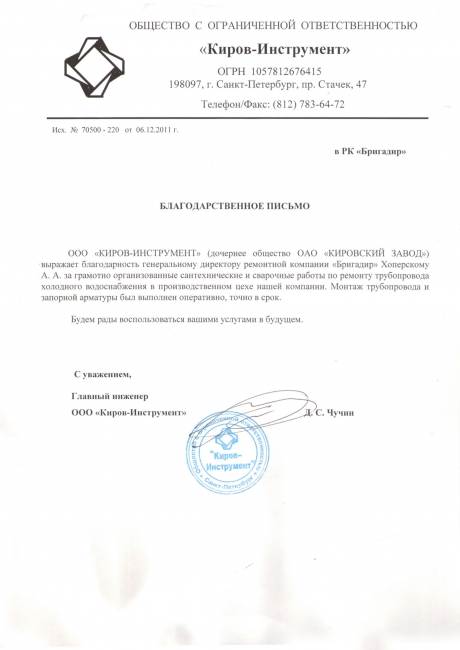 ОБЩЕСТВО С ОГРАНИЧЕННОЙ ОТВЕТСТВЕННОСТЬЮ
«Киров-Инструмент»
ОГРН 1057812676415
198097, г. Санкт-Петербург, пр. Стачек, 47
Телефон/Факс: (812) 783-64-72
Исх. № 70500 - 220 от 06.12.2011 г.
в РК «Бригадир»
БЛАГОДАРСТВЕННОЕ ПИСЬМО
ООО «КИРОВ-ИНСТРУМЕНТ» (дочернее общество ОАО «КИРОВСКИЙ ЗАВОД»)
выражает благодарность генеральному директору ремонтной компании «Бригадир» Хоперскому
А. А. за грамотно организованные сантехнические и сварочные работы по ремонту трубопровода
холодного водоснабжения в производственном цехе нашей компании. Монтаж трубопровода и
запорной арматуры был выполнен оперативно, точно в срок.
Будем рады воспользоваться вашими услугами в будущем.
С уважением,
Главный инженер
ООО «Киров-Инструмент» Д. С. Чучин
Общество с ограниченной ответственностью
"Киров-
Инструмент"
* Санкт-Петербург *